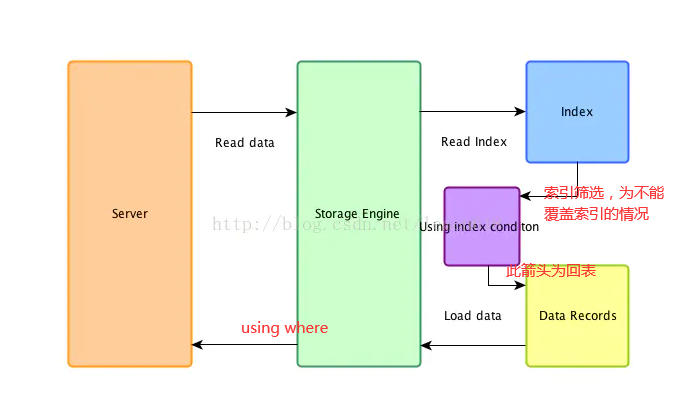 Index
Read data
Read Index
索引筛选，为不能
覆盖索引的情况
Server
Storage Engine
Using index conditon
此箭头为回表
Load data
Data Records
using where